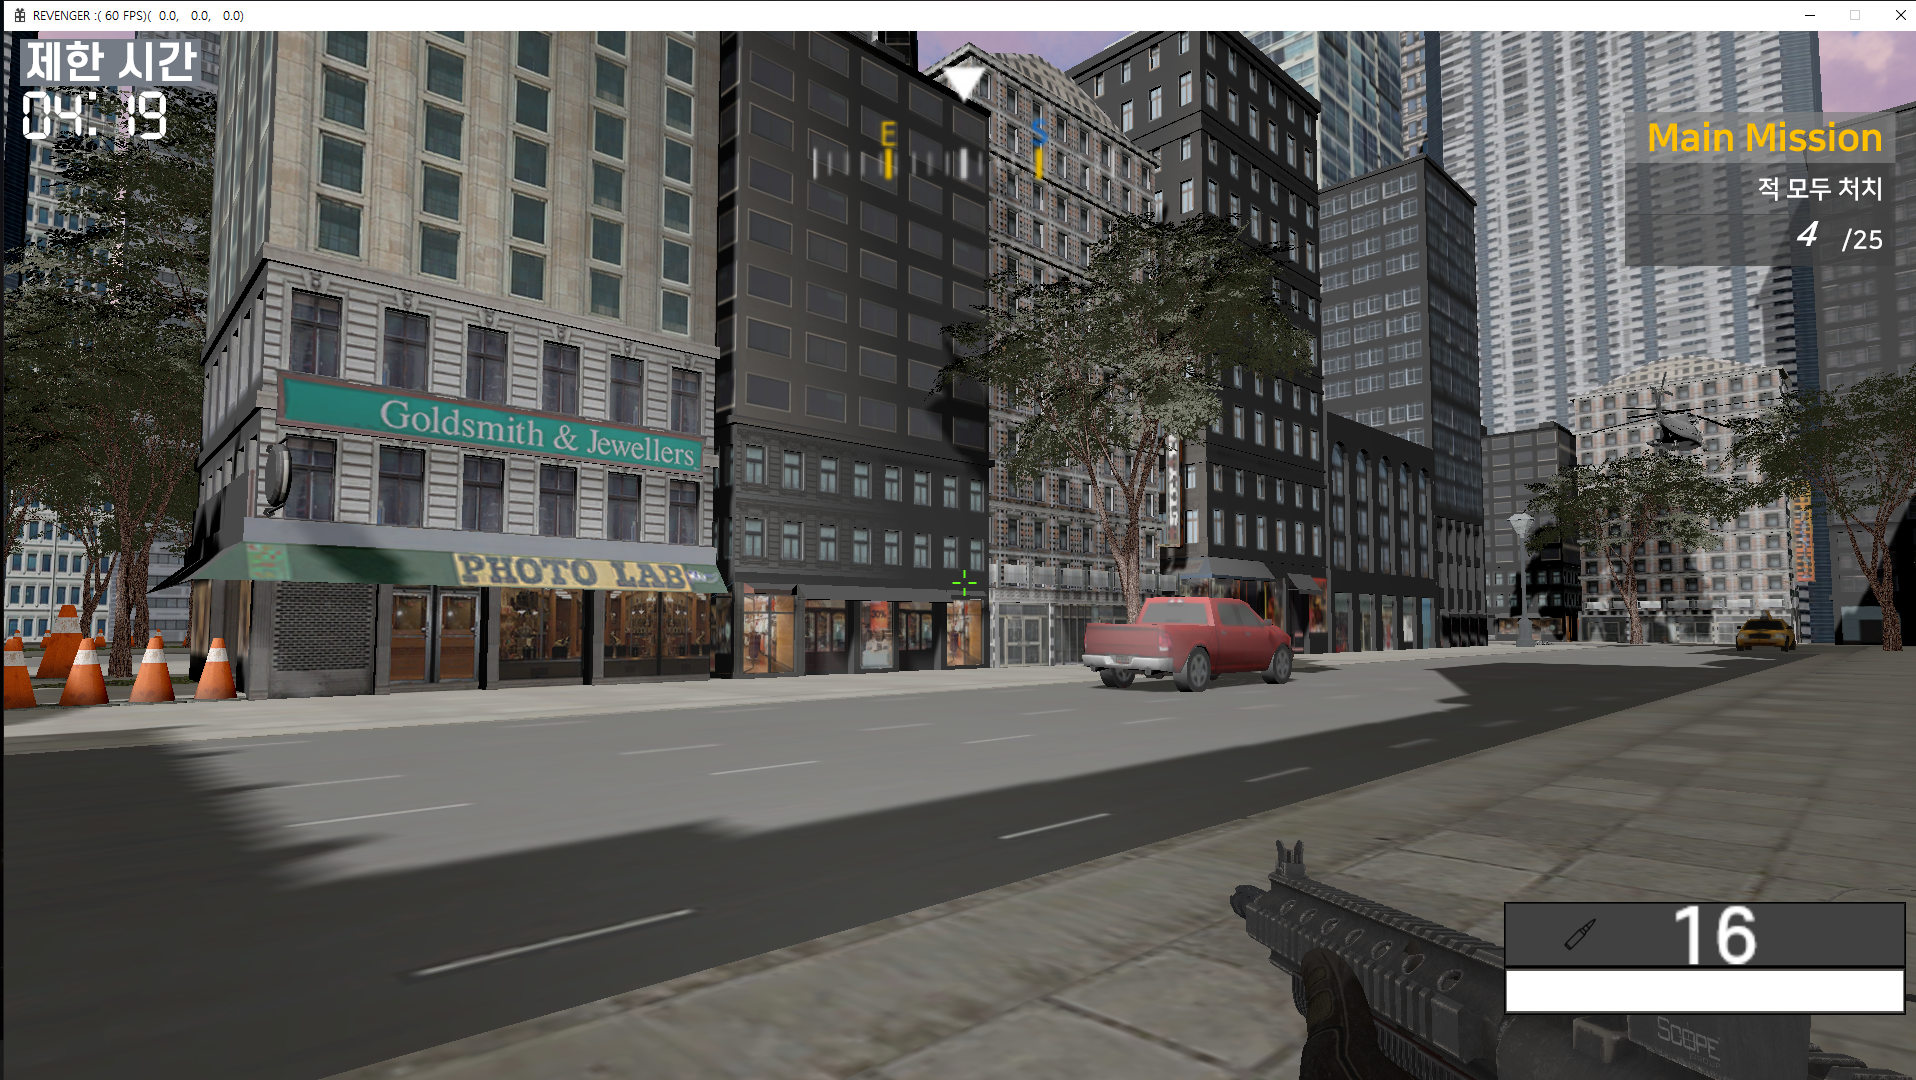 REVENGER :( 60 FPS)( 0.0, 0.0, 0.0)
제한 시간
04:19
E
S
Main Mission
적 모두 처치
4 /25
Goldsmith & Jewellers
PHOTO LAB
16
SCOPE